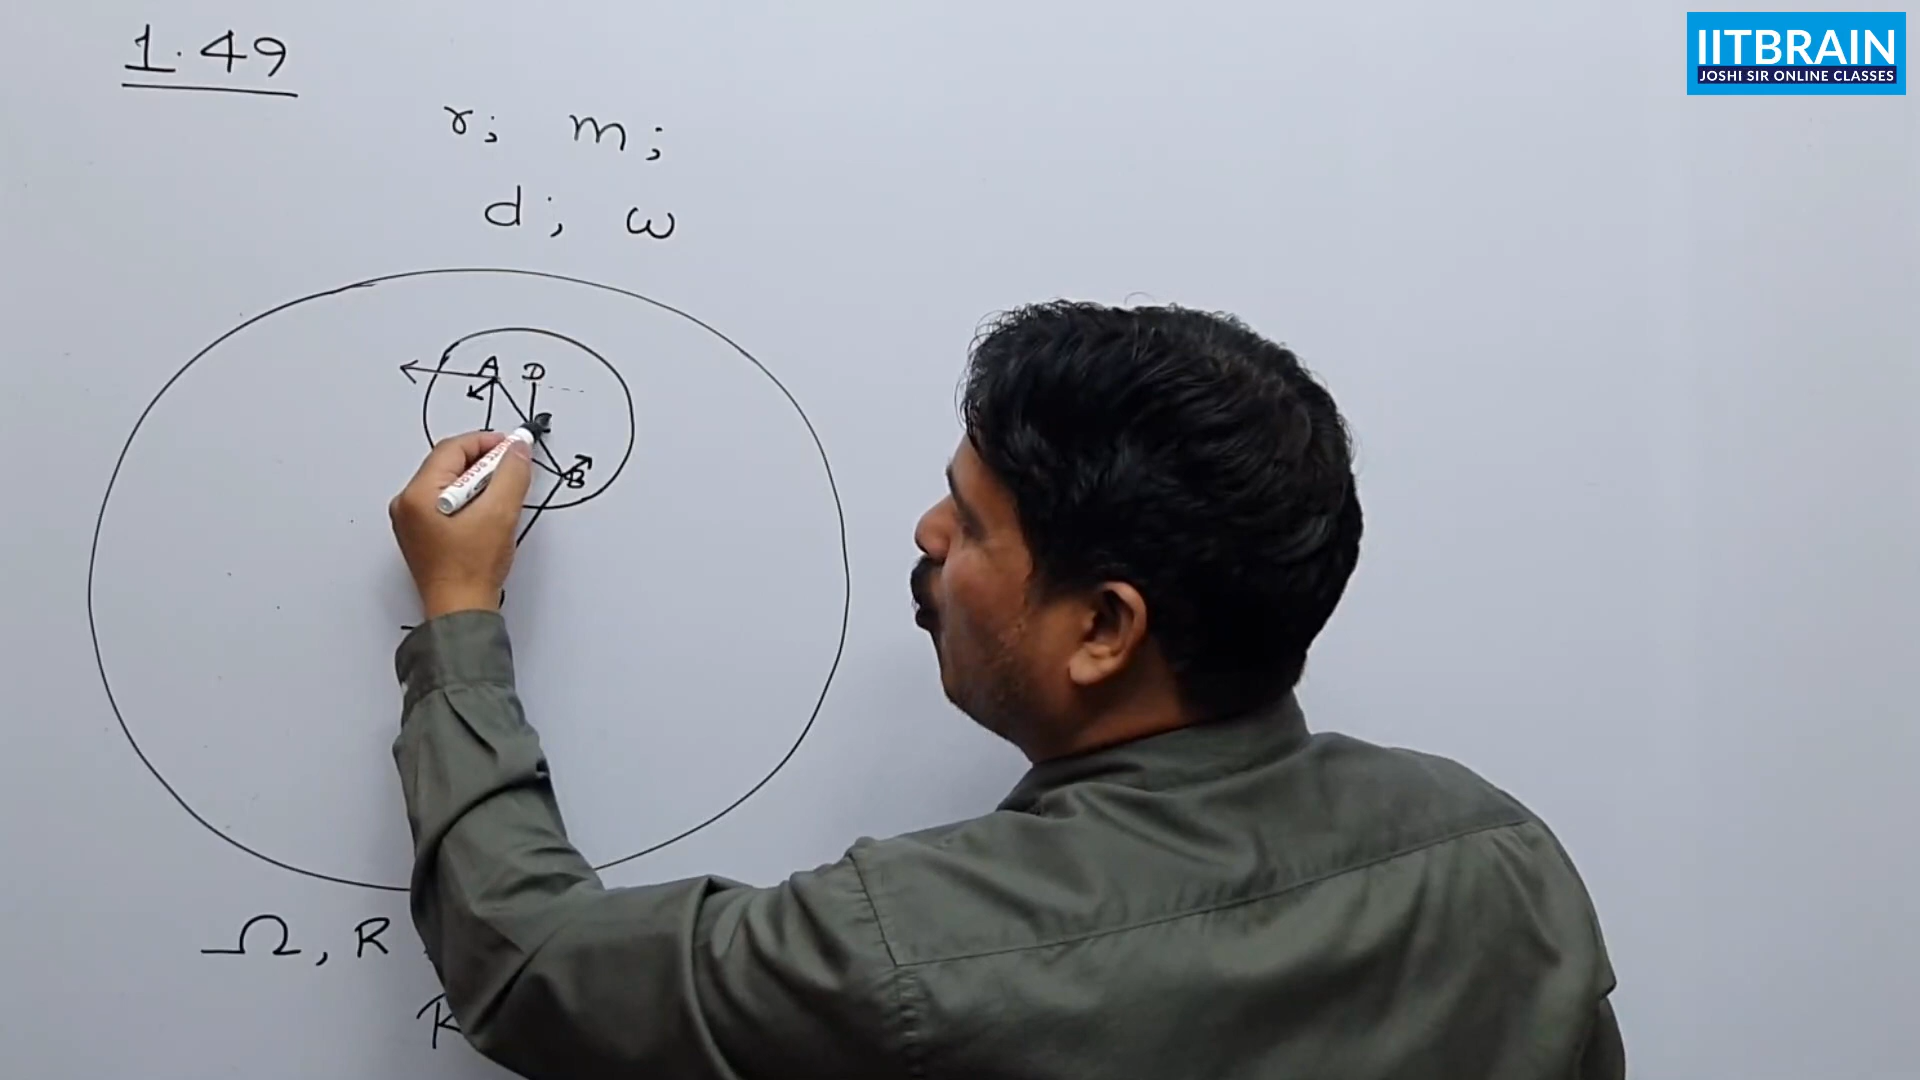 1.49
IITBRAIN
JOSHI SIR ONLINE CLASSES
r; m;
d; ω
A D
B
Ω, R